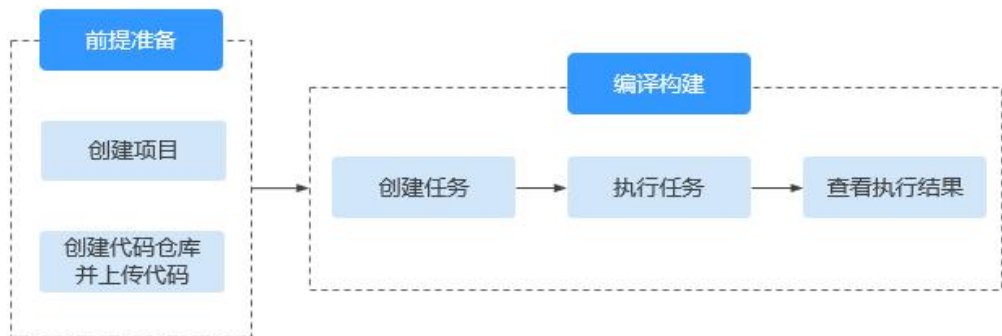 前提准备
创建项目
创建代码仓库
并上传代码
编译构建
创建任务
执行任务
查看执行结果